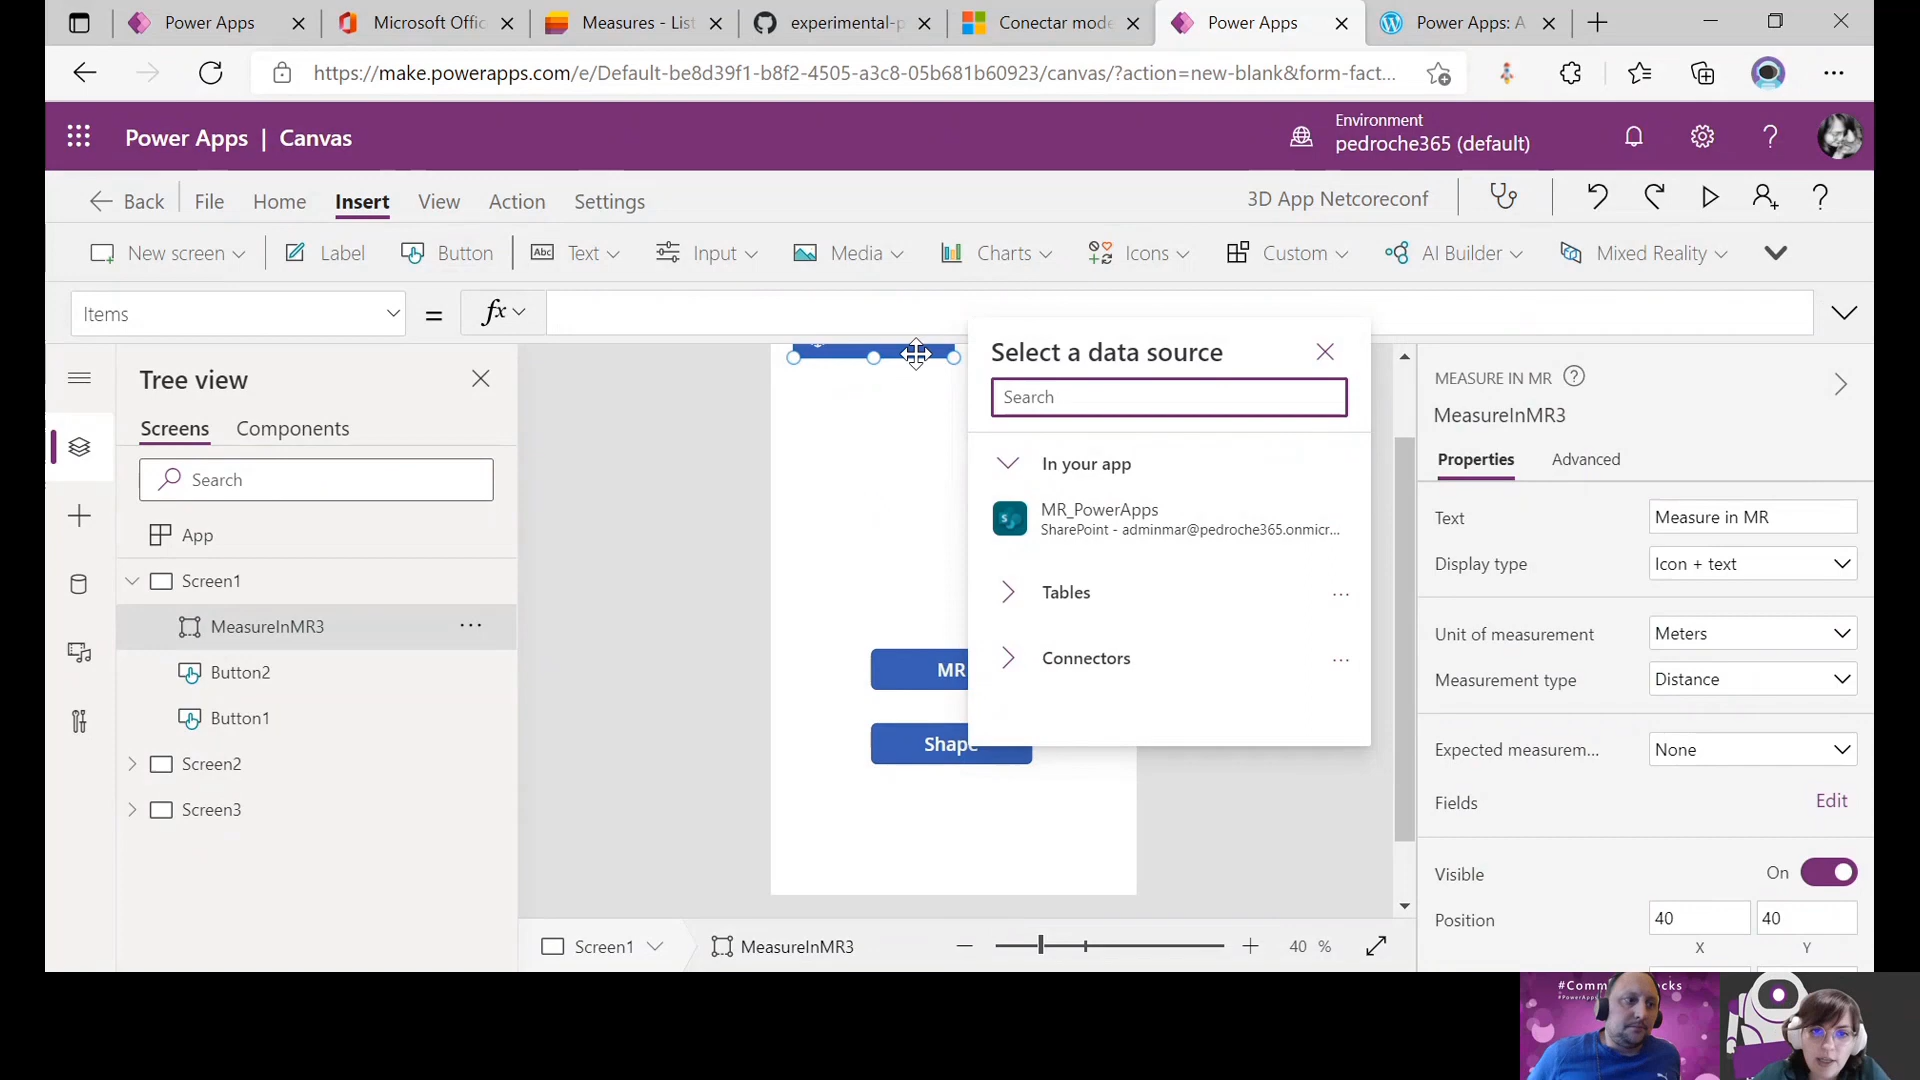 Power Apps
Microsoft Offic
Measures - List
experimental-p
Conectar mode
Power Apps
Power Apps: A
https://make.powerapps.com/e/Default-be8d39f1-b8f2-4505-a3c8-05b681b60923/canvas/?action=new-blank&form-fact...
Power Apps | Canvas
Environment
pedroche365 (default)
Back
File
Home
Insert
View
Action
Settings
3D App Netcoreconf
New screen
Label
Button
Abc Text
Input
Media
Charts
Icons
Custom
AI Builder
Mixed Reality
Items
=
fx
Tree view
Screens
Components
Search
App
Screen1
MeasureInMR3
Button2
Button1
Screen2
Screen3
MR
Shape
Select a data source
Search
In your app
MR_PowerApps
SharePoint - adminmar@pedroche365.onmicr...
Tables
Connectors
MEASURE IN MR
MeasureInMR3
Properties
Advanced
Text
Measure in MR
Display type
Icon + text
Unit of measurement
Meters
Measurement type
Distance
Expected measurem...
None
Fields
Edit
Visible
On
Position
40
40
X
Y
Screen1
MeasureInMR3
40 %